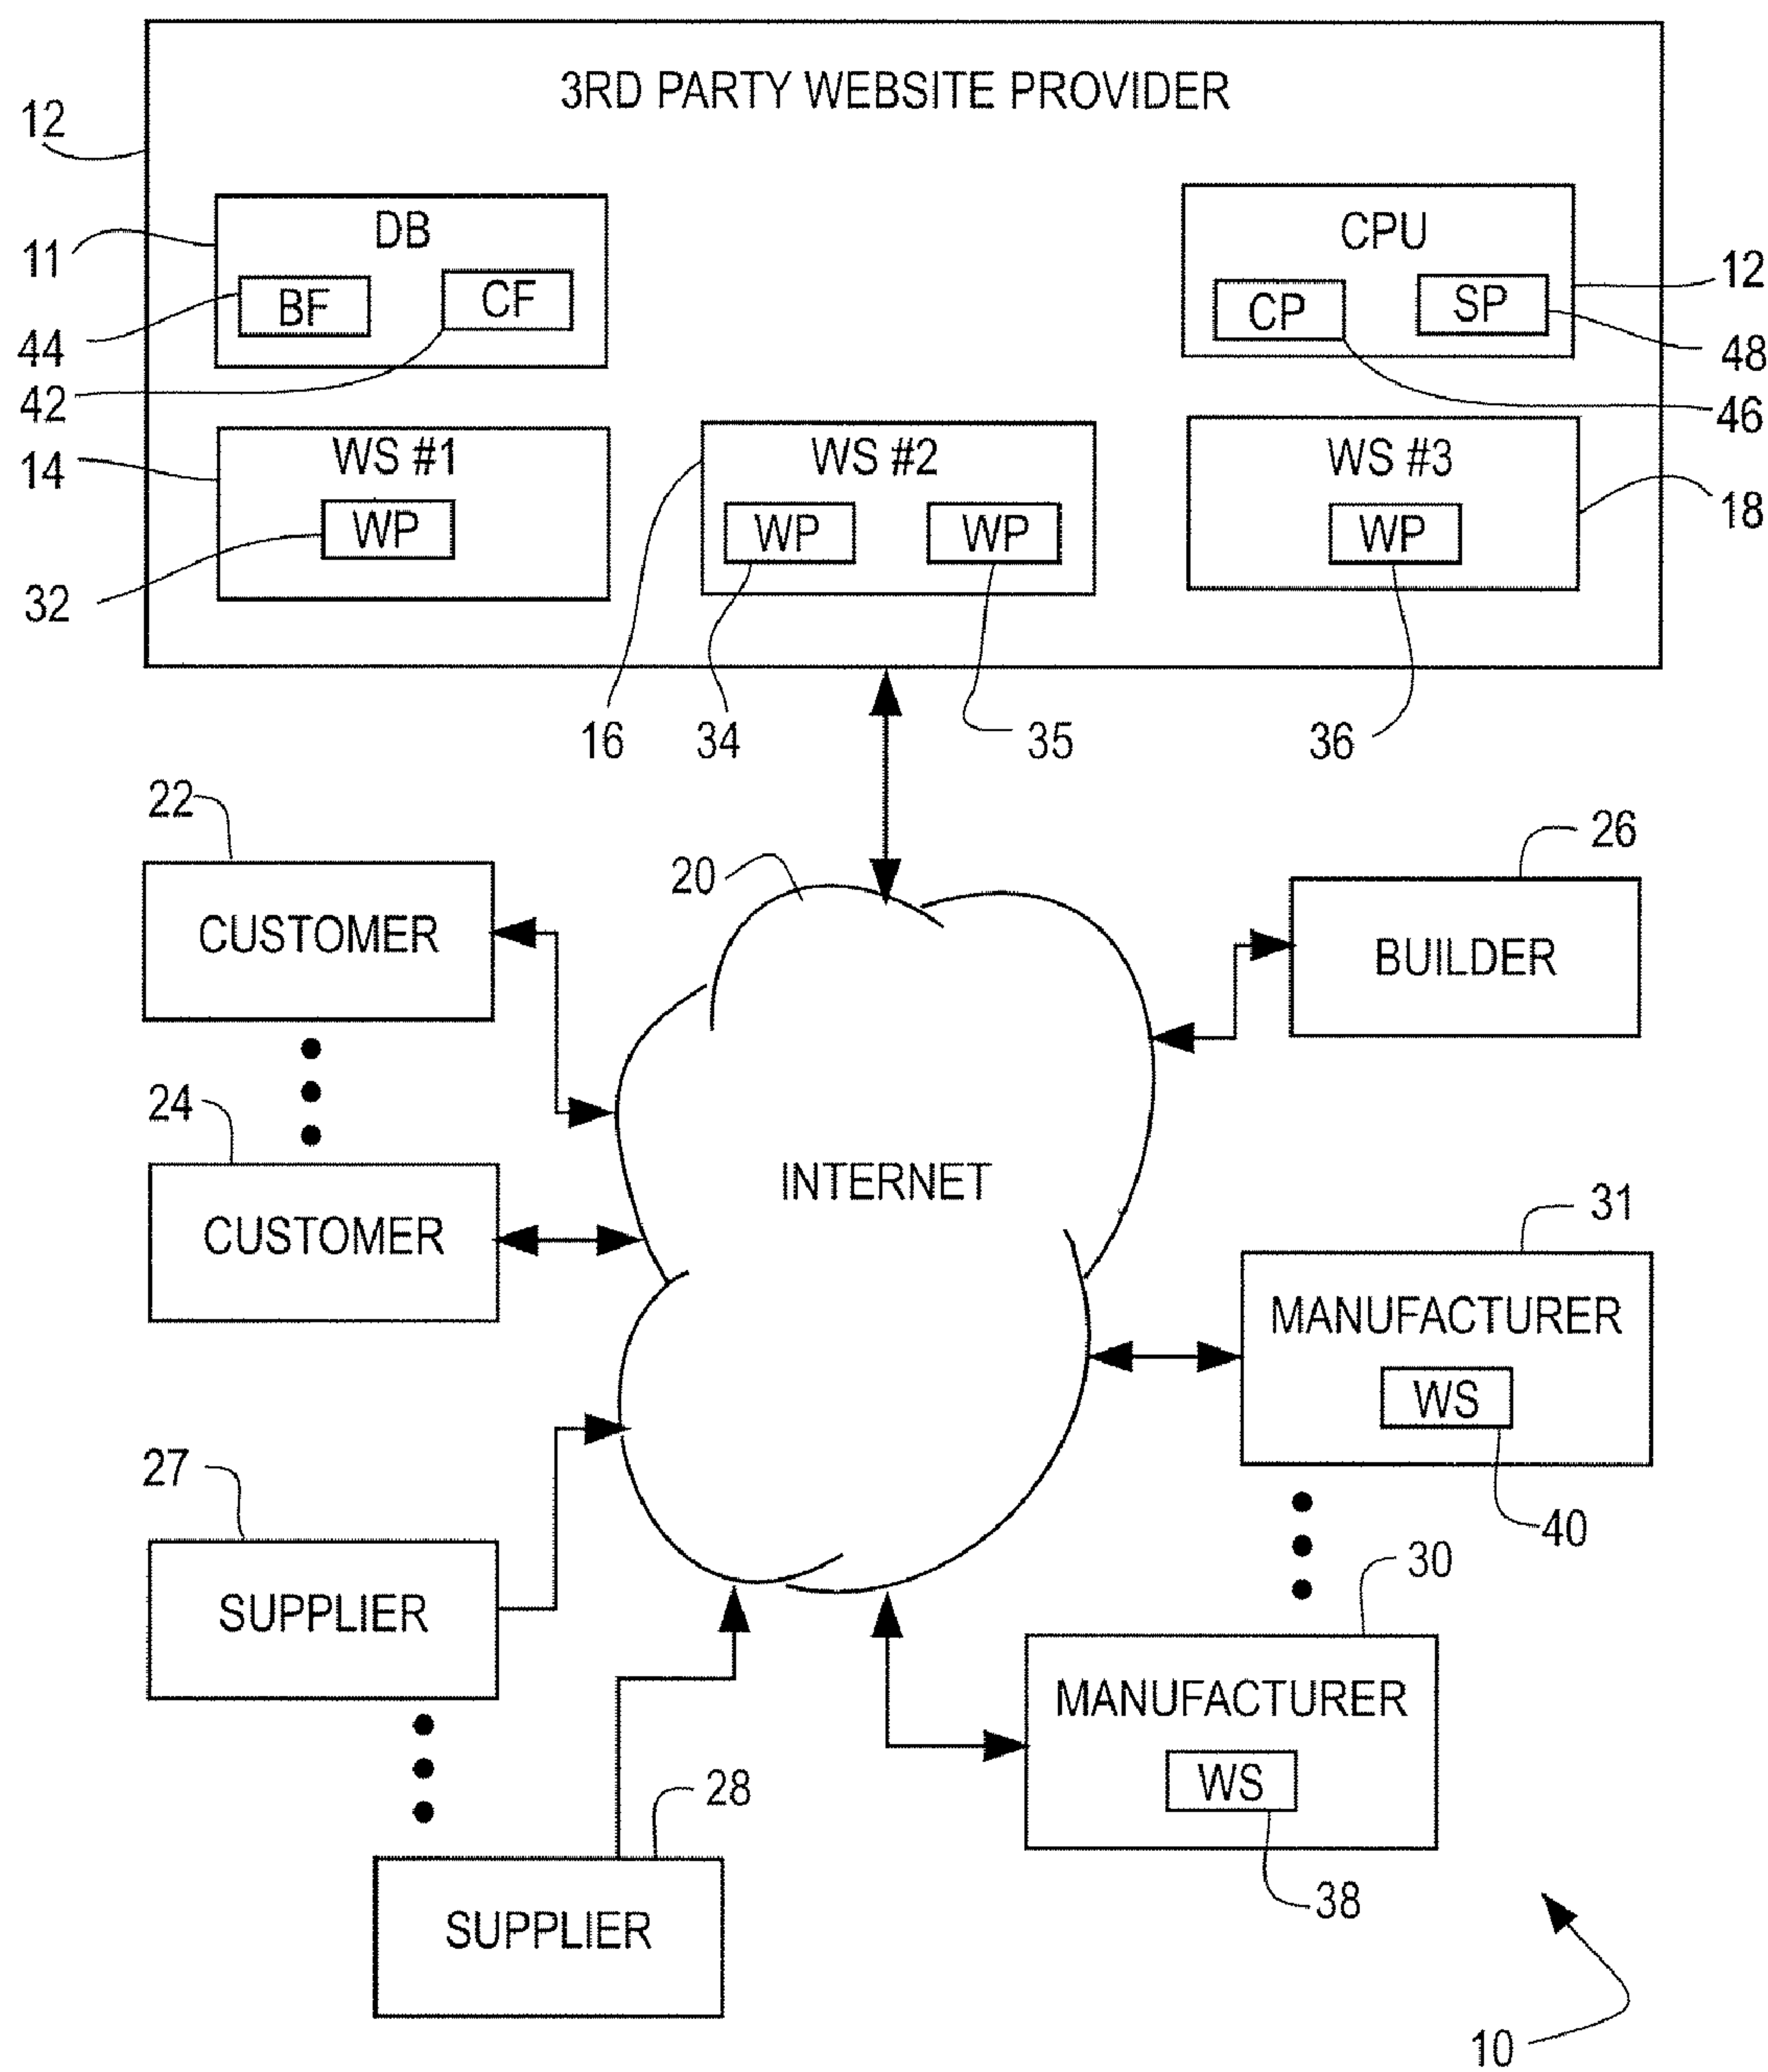 3RD PARTY WEBSITE PROVIDER
12
DB
CPU
11
BF
CF
CP
SP
12
44
48
42
46
WS #1
WS #2
WS #3
14
18
WP
WP
WP
WP
32
16
34
35
36
22
26
20
CUSTOMER
BUILDER
24
INTERNET
31
CUSTOMER
MANUFACTURER
WS
27
40
30
SUPPLIER
MANUFACTURER
WS
28
38
SUPPLIER
10